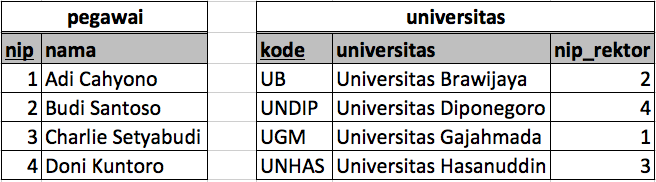 pegawai universitas
nip nama kode universitas nip_rektor
1 Adi Cahyono UB Universitas Brawijaya 2
2 Budi Santoso UNDIP Universitas Diponegoro 4
3 Charlie Setyabudi UGM Universitas Gajahmada 1
4 Doni Kuntoro UNHAS Universitas Hasanuddin 3